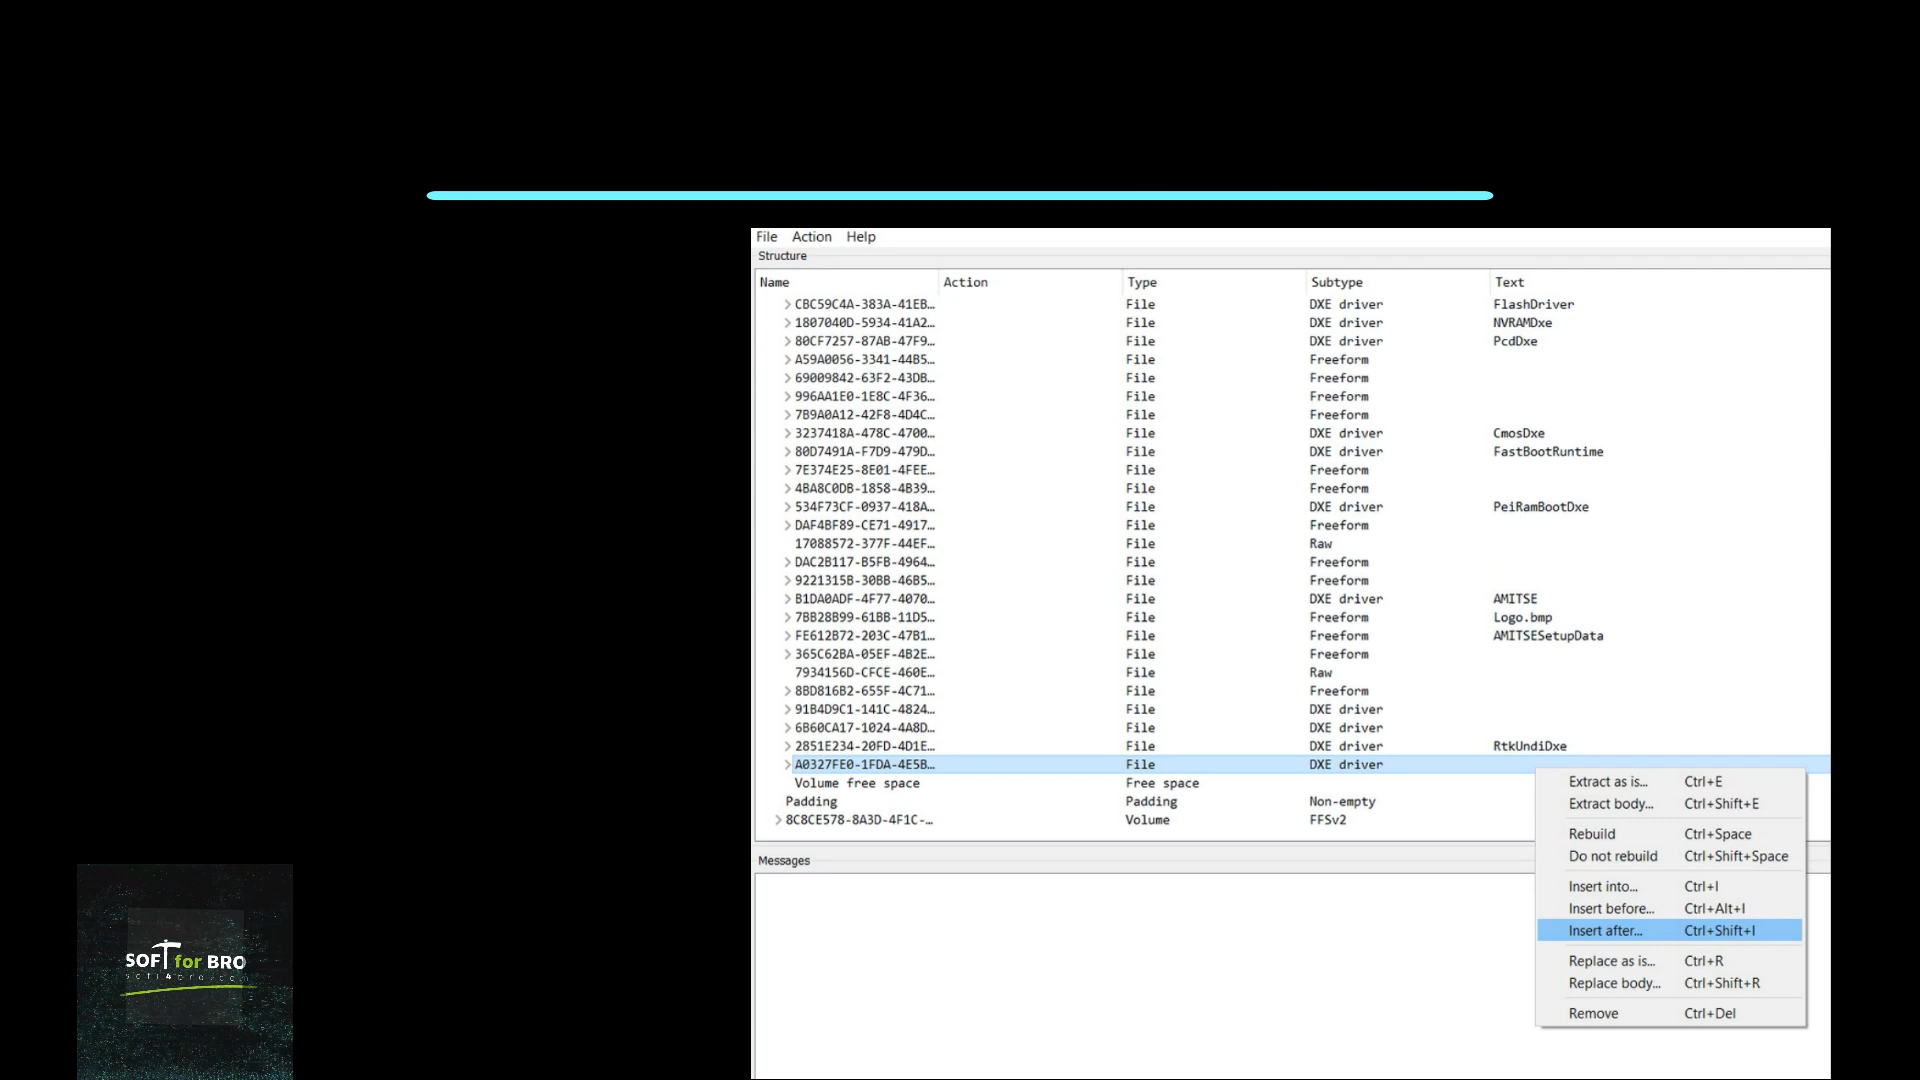 File Action Help
Structure
Name Action Type Subtype Text
CBC59C4A-383A-41EB... File DXE driver FlashDriver
1807040D-5934-41A2... File DXE driver NVRAMDxe
80CF7257-87AB-47F9... File DXE driver PcdDxe
A59A0056-3341-44B5... File Freeform
69009842-63F2-43DB... File Freeform
996AA1E0-1E8C-4F36... File Freeform
7B9A0A12-42F8-4D4C... File Freeform
3237418A-478C-4700... File DXE driver CmosDxe
80D7491A-F7D9-479D... File DXE driver FastBootRuntime
7E374E25-8E01-4FEE... File Freeform
4BA8C0DB-1858-4B39... File Freeform
534F73CF-0937-418A... File DXE driver PeiRamBootDxe
DAF4BF89-CE71-4917... File Freeform
17088572-377F-44EF... File Raw
DAC2B117-B5FB-4964... File Freeform
9221315B-30BB-46B5... File Freeform
B1DA0ADF-4F77-4070... File DXE driver AMITSE
7BB28B99-61BB-11D5... File Freeform Logo.bmp
FE612B72-203C-47B1... File Freeform AMITSESetupData
365C62BA-05EF-4B2E... File Freeform
7934156D-CFCE-460E... File Raw
8BD816B2-655F-4C71... File Freeform
91B4D9C1-141C-4824... File DXE driver
6B60CA17-1024-4A8D... File DXE driver
2851E234-20FD-4D1E... File DXE driver RtkUndiDxe
A0327FE0-1FDA-4E5B... File DXE driver
Volume free space Free space
Padding Padding Non-empty
8C8CE578-8A3D-4F1C-... Volume FFSv2
Extract as is... Ctrl+E
Extract body... Ctrl+Shift+E
Rebuild Ctrl+Space
Do not rebuild Ctrl+Shift+Space
Insert into... Ctrl+I
Insert before... Ctrl+Alt+I
Insert after... Ctrl+Shift+I
Replace as is... Ctrl+R
Replace body... Ctrl+Shift+R
Remove Ctrl+Del
Messages
SOFT for BRO
soft4bro.com